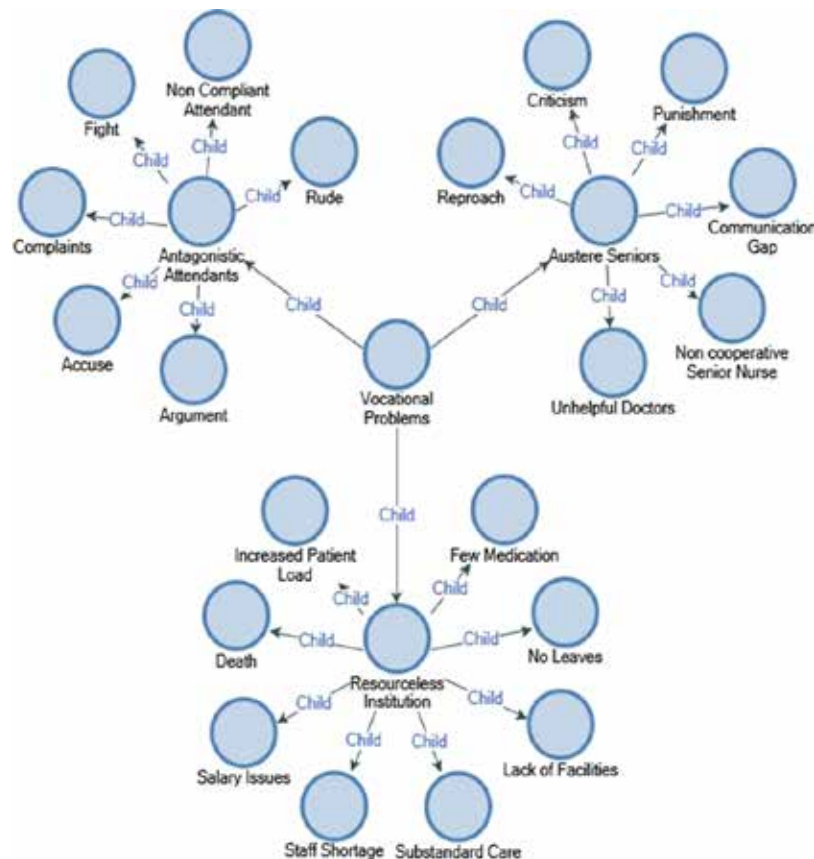 Non Compliant
Attendant
Child
Fight
Child
Rude
Child
Complaints
Child
Antagonistic
Attendants
Child
Accuse
Child
Argument
Criticism
Child
Punishment
Child
Reproach
Child
Communication
Gap
Child
Austere Seniors
Child
Non cooperative
Senior Nurse
Child
Unhelpful Doctors
Child
Child
Vocational
Problems
Child
Increased Patient
Load
Child
Few Medication
Child
Death
Child
No Leaves
Child
Resourceless
Institution
Salary Issues
Child
Lack of Facilities
Child
Staff Shortage
Child
Substandard Care
Child